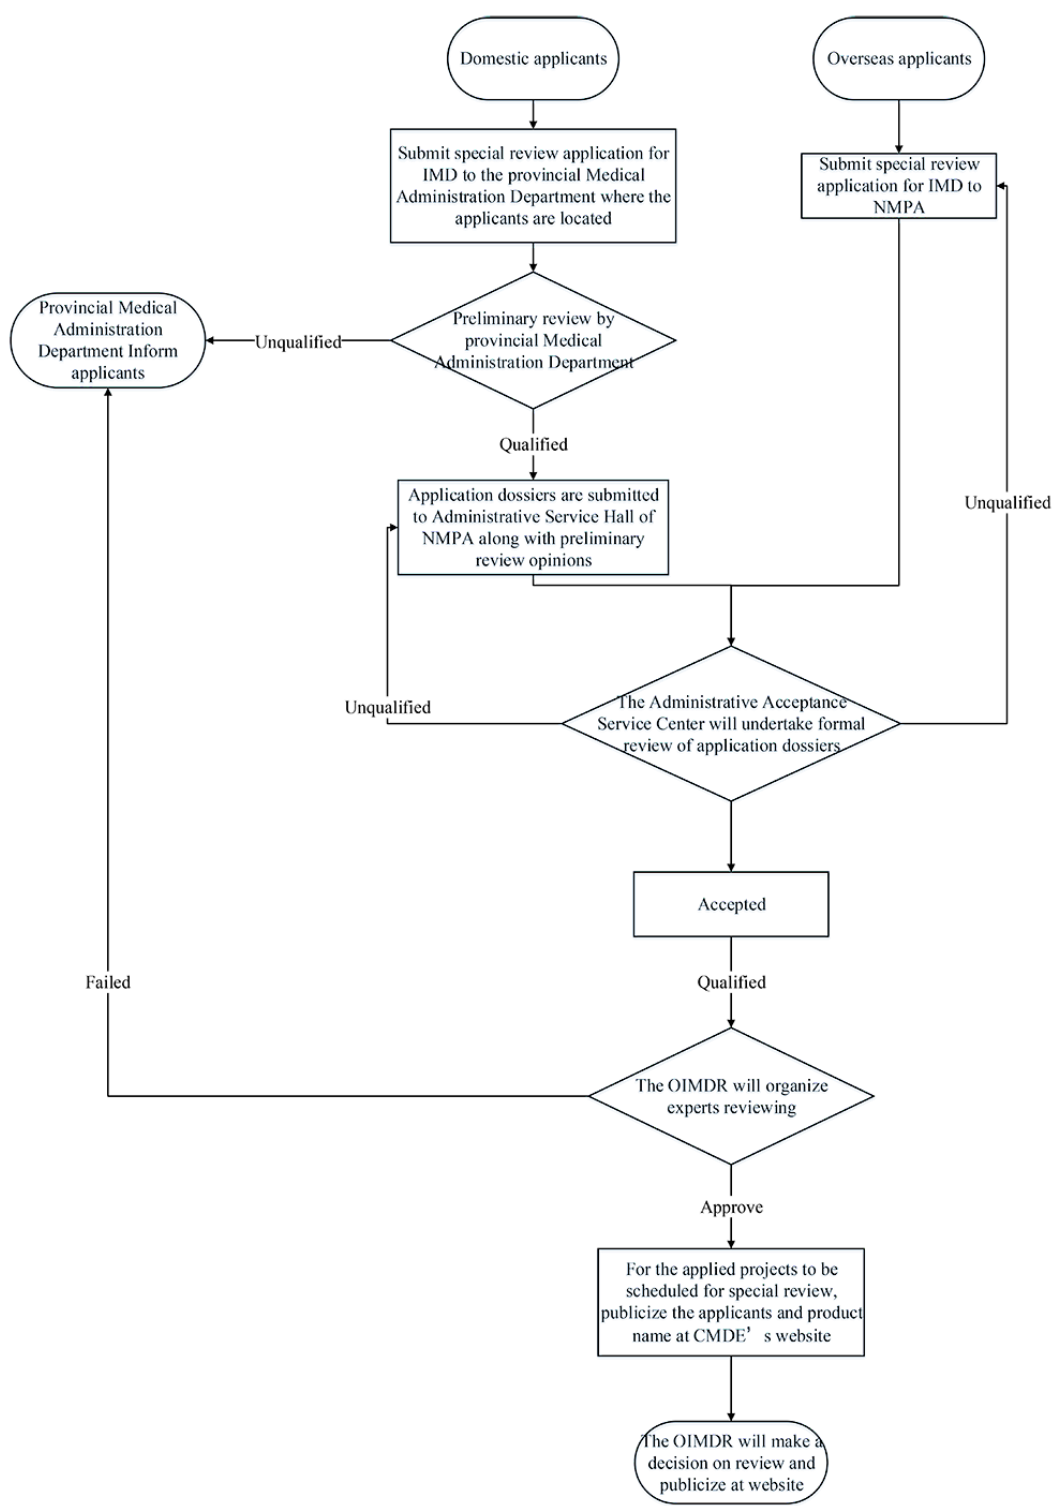 Domestic applicants
Overseas applicants
Submit special review application for
IMD to the provincial Medical
Administration Department where the
applicants are located
Submit special review
application for IMD to
NMPA
Provincial Medical
Administration
Department Inform
applicants
Unqualified
Preliminary review by
provincial Medical
Administration Department
Qualified
Application dossiers are submitted
to Administrative Service Hall of
NMPA along with preliminary
review opinions
Unqualified
Unqualified
The Administrative Acceptance
Service Center will undertake formal
review of application dossiers
Accepted
Failed
Qualified
The OIMDR will organize
experts reviewing
Approve
For the applied projects to be
scheduled for special review,
publicize the applicants and product
name at CMDE’ s website
The OIMDR will make a
decision on review and
publicize at website